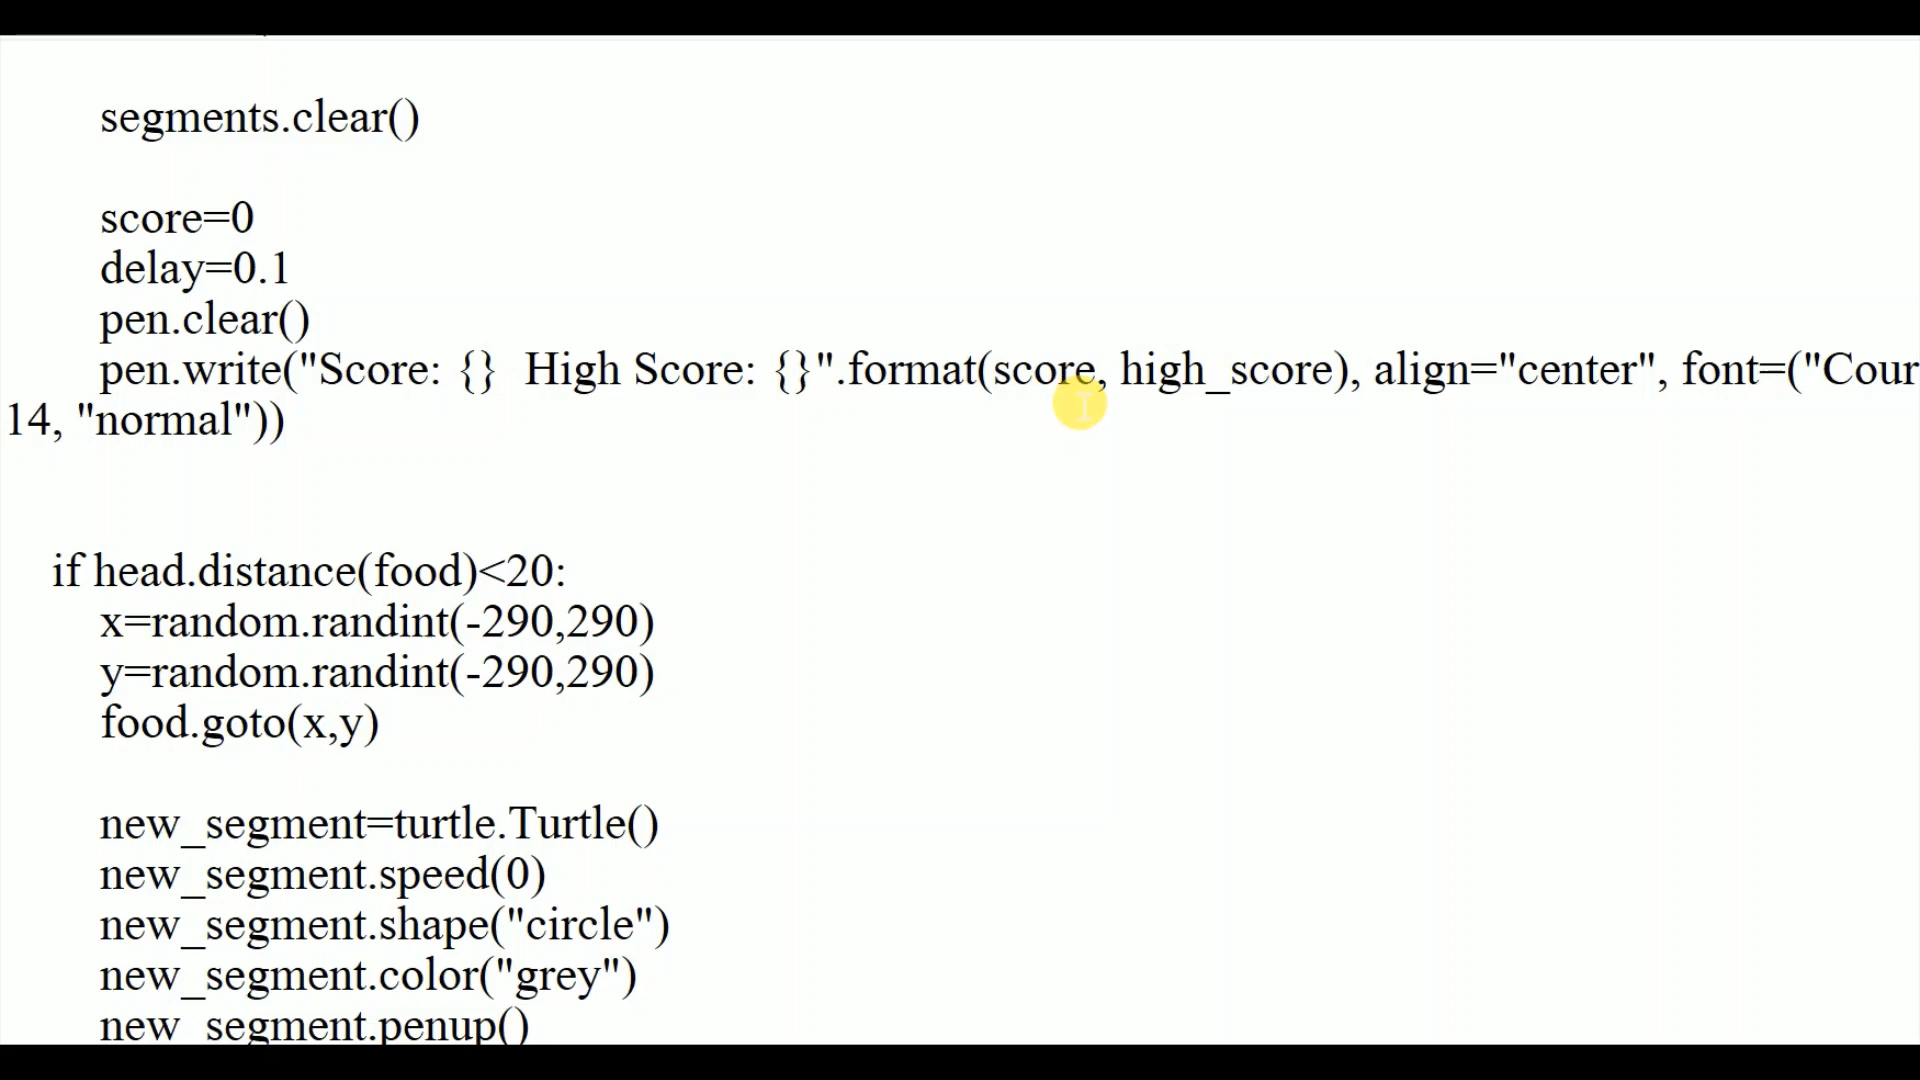 segments.clear()
score=0
delay=0.1
pen.clear()
pen.write("Score: {}  High Score: {}".format(score, high_score), align="center", font=("Cour
14, "normal"))
if head.distance(food)<20:
x=random.randint(-290,290)
y=random.randint(-290,290)
food.goto(x,y)
new_segment=turtle.Turtle()
new_segment.speed(0)
new_segment.shape("circle")
new_segment.color("grey")
new_segment.penup()